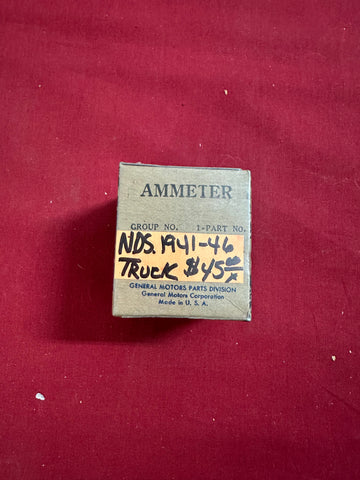 AMMETER
GROUP NO. 1-PART NO.
NOS. 1941-46
TRUCK $45 00/x
GENERAL MOTORS PARTS DIVISION
General Motors Corporation
Made in U. S. A.